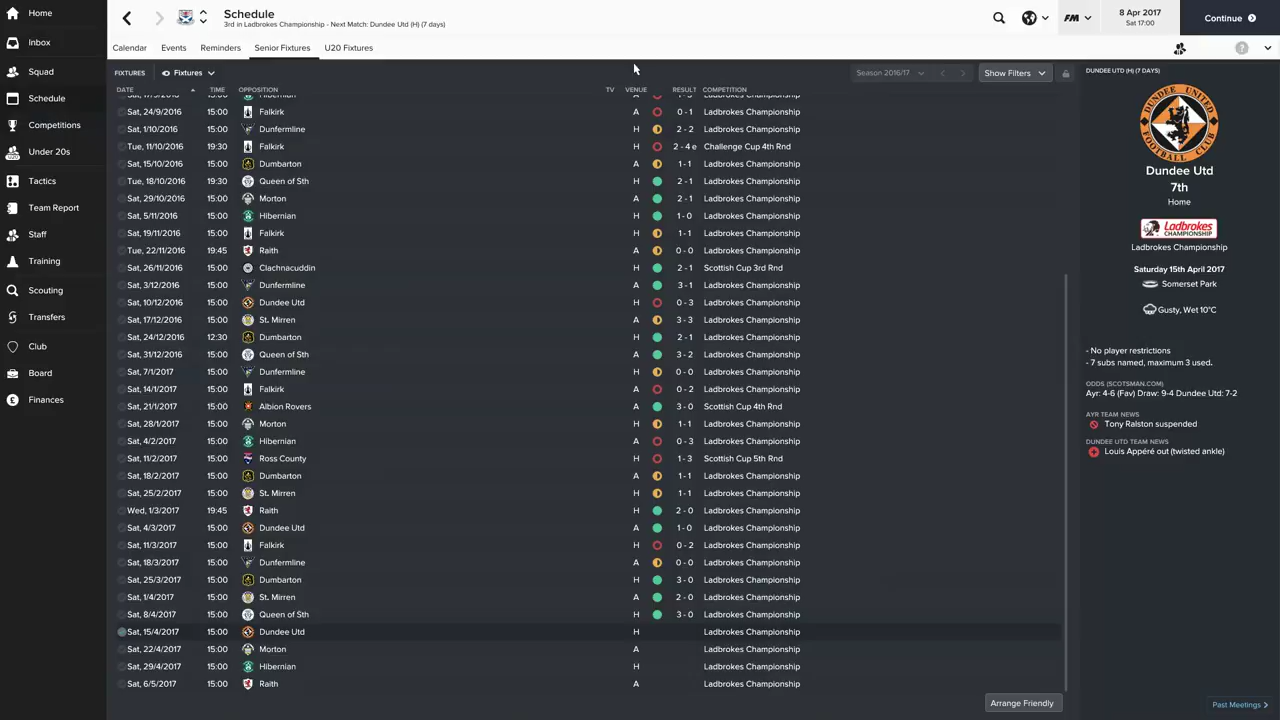 Home
Inbox
Squad
Schedule
Competitions
Under 20s
Tactics
Team Report
Staff
Training
Scouting
Transfers
Club
Board
Finances
Schedule
3rd in Ladbrokes Championship - Next Match: Dundee Utd (H) (7 days)
FM
8 Apr 2017
Sat 17:00
Continue
Calendar Events Reminders Senior Fixtures U20 Fixtures
FIXTURES Fixtures Season 2016/17 Show Filters
DATE TIME OPPOSITION TV VENUE RESULT COMPETITION
Sat, 24/9/2016 15:00 Falkirk A 0 - 1 Ladbrokes Championship
Sat, 1/10/2016 15:00 Dunfermline H 2 - 2 Ladbrokes Championship
Tue, 11/10/2016 19:30 Falkirk H 2 - 4 e Challenge Cup 4th Rnd
Sat, 15/10/2016 15:00 Dumbarton A 1 - 1 Ladbrokes Championship
Tue, 18/10/2016 19:30 Queen of Sth H 2 - 1 Ladbrokes Championship
Sat, 29/10/2016 15:00 Morton A 2 - 1 Ladbrokes Championship
Sat, 5/11/2016 15:00 Hibernian H 1 - 0 Ladbrokes Championship
Sat, 19/11/2016 15:00 Falkirk H 1 - 1 Ladbrokes Championship
Tue, 22/11/2016 19:45 Raith A 0 - 0 Ladbrokes Championship
Sat, 26/11/2016 15:00 Clachnacuddin H 2 - 1 Scottish Cup 3rd Rnd
Sat, 3/12/2016 15:00 Dunfermline A 3 - 1 Ladbrokes Championship
Sat, 10/12/2016 15:00 Dundee Utd H 0 - 3 Ladbrokes Championship
Sat, 17/12/2016 15:00 St. Mirren A 3 - 3 Ladbrokes Championship
Sat, 24/12/2016 12:30 Dumbarton H 2 - 1 Ladbrokes Championship
Sat, 31/12/2016 15:00 Queen of Sth A 3 - 2 Ladbrokes Championship
Sat, 7/1/2017 15:00 Dunfermline H 0 - 0 Ladbrokes Championship
Sat, 14/1/2017 15:00 Falkirk A 0 - 2 Ladbrokes Championship
Sat, 21/1/2017 15:00 Albion Rovers A 3 - 0 Scottish Cup 4th Rnd
Sat, 28/1/2017 15:00 Morton H 1 - 1 Ladbrokes Championship
Sat, 4/2/2017 15:00 Hibernian A 0 - 3 Ladbrokes Championship
Sat, 11/2/2017 15:00 Ross County H 1 - 3 Scottish Cup 5th Rnd
Sat, 18/2/2017 15:00 Dumbarton A 1 - 1 Ladbrokes Championship
Sat, 25/2/2017 15:00 St. Mirren H 1 - 1 Ladbrokes Championship
Wed, 1/3/2017 19:45 Raith H 2 - 0 Ladbrokes Championship
Sat, 4/3/2017 15:00 Dundee Utd A 1 - 0 Ladbrokes Championship
Sat, 11/3/2017 15:00 Falkirk H 0 - 2 Ladbrokes Championship
Sat, 18/3/2017 15:00 Dunfermline A 0 - 0 Ladbrokes Championship
Sat, 25/3/2017 15:00 Dumbarton H 3 - 0 Ladbrokes Championship
Sat, 1/4/2017 15:00 St. Mirren A 2 - 0 Ladbrokes Championship
Sat, 8/4/2017 15:00 Queen of Sth H 3 - 0 Ladbrokes Championship
Sat, 15/4/2017 15:00 Dundee Utd H Ladbrokes Championship
Sat, 22/4/2017 15:00 Morton A Ladbrokes Championship
Sat, 29/4/2017 15:00 Hibernian H Ladbrokes Championship
Sat, 6/5/2017 15:00 Raith A Ladbrokes Championship
Arrange Friendly
DUNDEE UTD (H) (7 DAYS)
DUNDEE UNITED
FOOTBALL CLUB
Dundee Utd
7th
Home
Ladbrokes
CHAMPIONSHIP
Ladbrokes Championship
Saturday 15th April 2017
Somerset Park
Gusty, Wet 10°C
- No player restrictions
- 7 subs named, maximum 3 used.
ODDS (SCOTSMAN.COM)
Ayr: 4-6 (Fav) Draw: 9-4 Dundee Utd: 7-2
AYR TEAM NEWS
Tony Ralston suspended
DUNDEE UTD TEAM NEWS
Louis Appéré out (twisted ankle)
Past Meetings